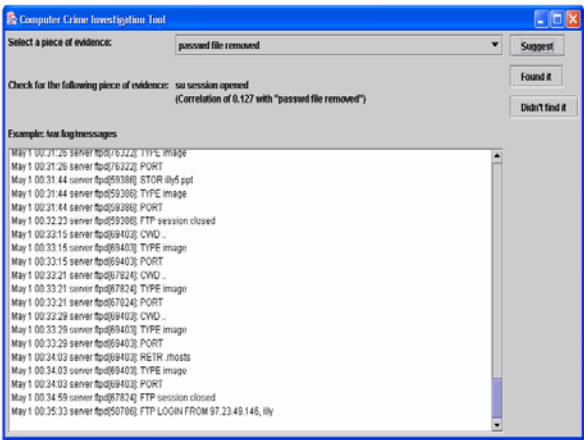 Computer Crime Investigation Tool
Select a piece of evidence: passwd file removed Suggest
Found it
Check for the following piece of evidence: su session opened
(Correlation of 0.127 with "passwd file removed")
Didn't find it
Example: /var/log/messages
May 1 00:31:26 server ftpd[76322]: TYPE Image
May 1 00:31:26 server ftpd[76322]: PORT
May 1 00:31:44 server ftpd[59386]: STOR illy5.ppt
May 1 00:31:44 server ftpd[59386]: TYPE Image
May 1 00:31:44 server ftpd[59386]: PORT
May 1 00:32:23 server ftpd[59386]: FTP session closed
May 1 00:33:15 server ftpd[69403]: CWD ..
May 1 00:33:15 server ftpd[69403]: TYPE Image
May 1 00:33:15 server ftpd[69403]: PORT
May 1 00:33:21 server ftpd[67824]: CWD ..
May 1 00:33:21 server ftpd[67824]: TYPE Image
May 1 00:33:21 server ftpd[67824]: PORT
May 1 00:33:29 server ftpd[69403]: CWD ..
May 1 00:33:29 server ftpd[69403]: TYPE Image
May 1 00:33:29 server ftpd[69403]: PORT
May 1 00:34:03 server ftpd[69403]: RETR .rhosts
May 1 00:34:03 server ftpd[69403]: TYPE Image
May 1 00:34:03 server ftpd[69403]: PORT
May 1 00:34:59 server ftpd[67824]: FTP session closed
May 1 00:35:33 server ftpd[50786]: FTP LOGIN FROM 97.23.49.146, illy